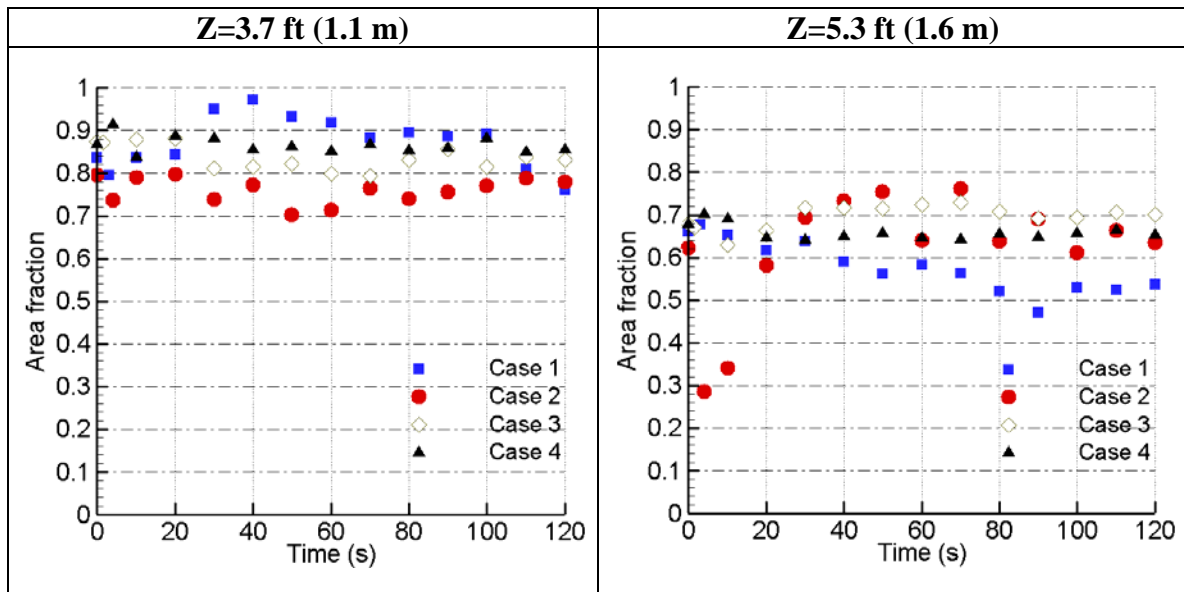 Z=3.7 ft (1.1 m)
Z=5.3 ft (1.6 m)
1
0.9
0.8
0.7
0.6
0.5
0.4
0.3
0.2
0.1
0
Area fraction
0 20 40 60 80 100 120
Time (s)
Case 1
Case 2
Case 3
Case 4
1
0.9
0.8
0.7
0.6
0.5
0.4
0.3
0.2
0.1
0
Area fraction
0 20 40 60 80 100 120
Time (s)
Case 1
Case 2
Case 3
Case 4